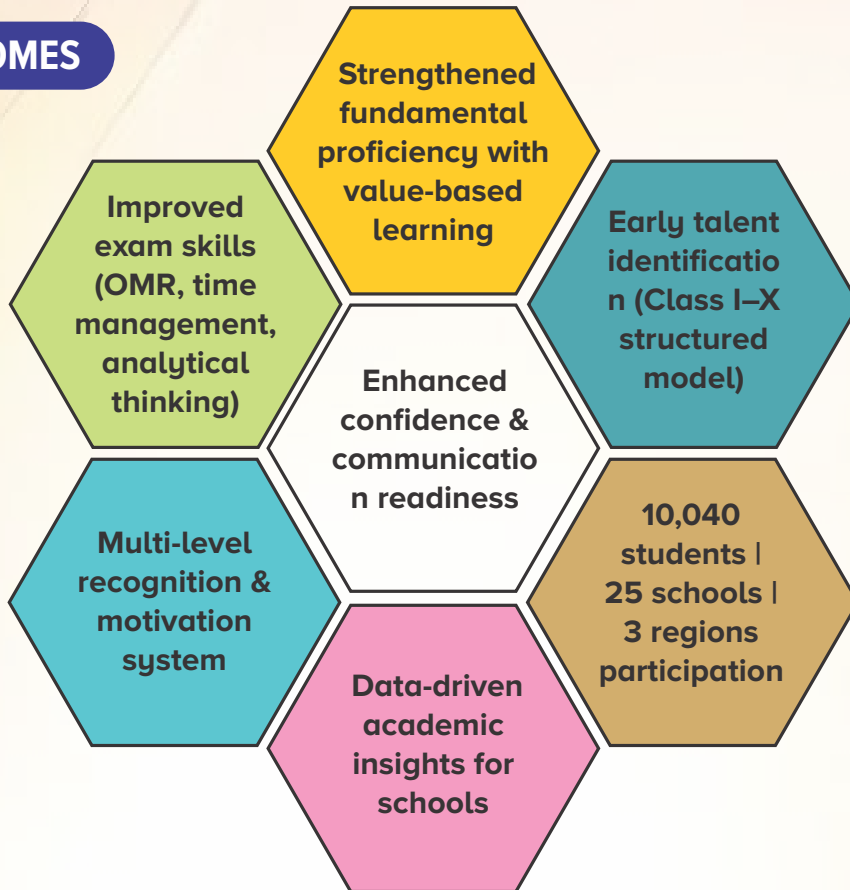 OMES
Strengthened
fundamental
proficiency with
value-based
learning
Improved
exam skills
(OMR, time
management,
analytical
thinking)
Early talent
identificatio
n (Class I–X
structured
model)
Enhanced
confidence &
communicatio
n readiness
Multi-level
recognition &
motivation
system
10,040
students |
25 schools |
3 regions
participation
Data-driven
academic
insights for
schools